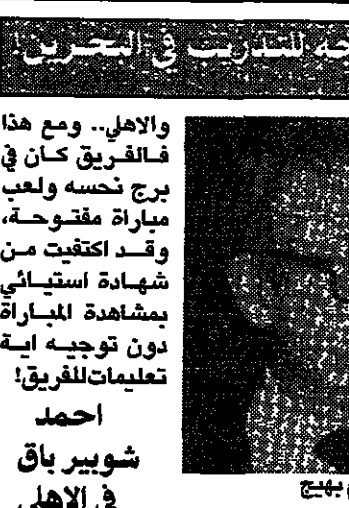 حه للتدريب في البحرين!
والاهلي.. ومع هذا
فالفريق كان في
برج نحسه ولعب
مباراة مفتوحة،
وقد اكتفيت من
شهادة استيائي
بمشاهدة المباراة
دون توجيه اية
تعليمات للفريق!
احمد
شوبير باق
في الاهلي
بهيج